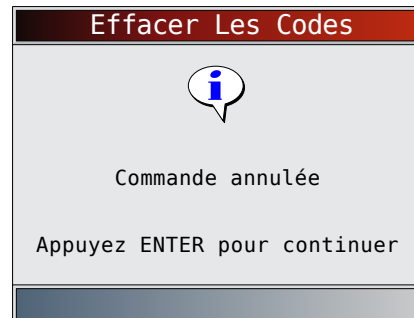 Effacer Les Codes
i
Commande annulée
Appuyez ENTER pour continuer